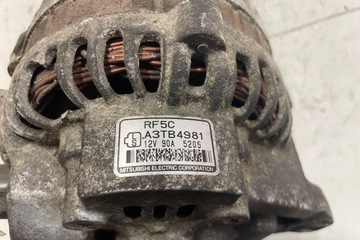 RF5C
A3TB4981
12V 90A 5205
MITSUBISHI ELECTRIC CORPORATION